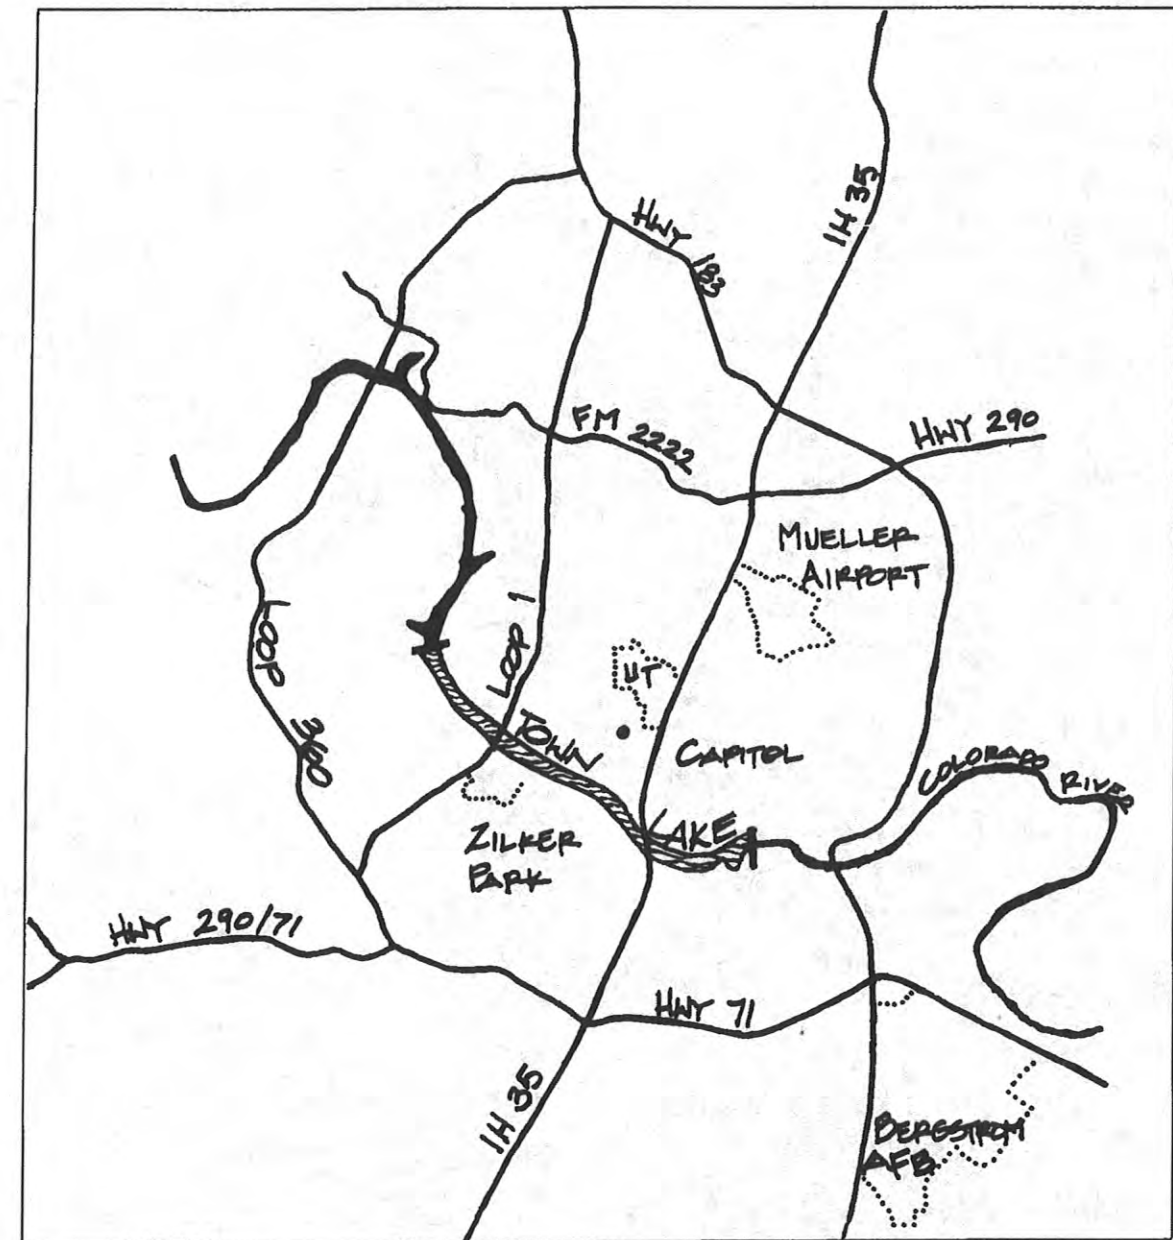 IH 35
HWY
183
FM 2222
HWY 290
MUELLER
AIRPORT
LOOP 1
LOOP
360
UT
TOWN
CAPITOL
COLORADO
RIVER
LAKE
ZILKER
PARK
HWY 290/71
HWY 71
IH 35
BERGSTROM
AFB